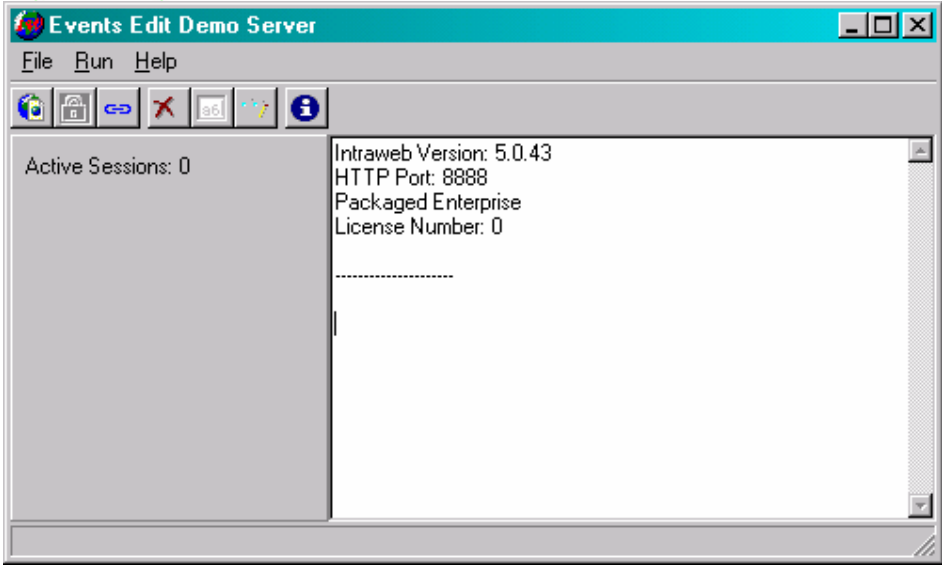 Events Edit Demo Server
File Run Help
Active Sessions: 0
Intraweb Version: 5.0.43
HTTP Port: 8888
Packaged Enterprise
License Number: 0
---------------------